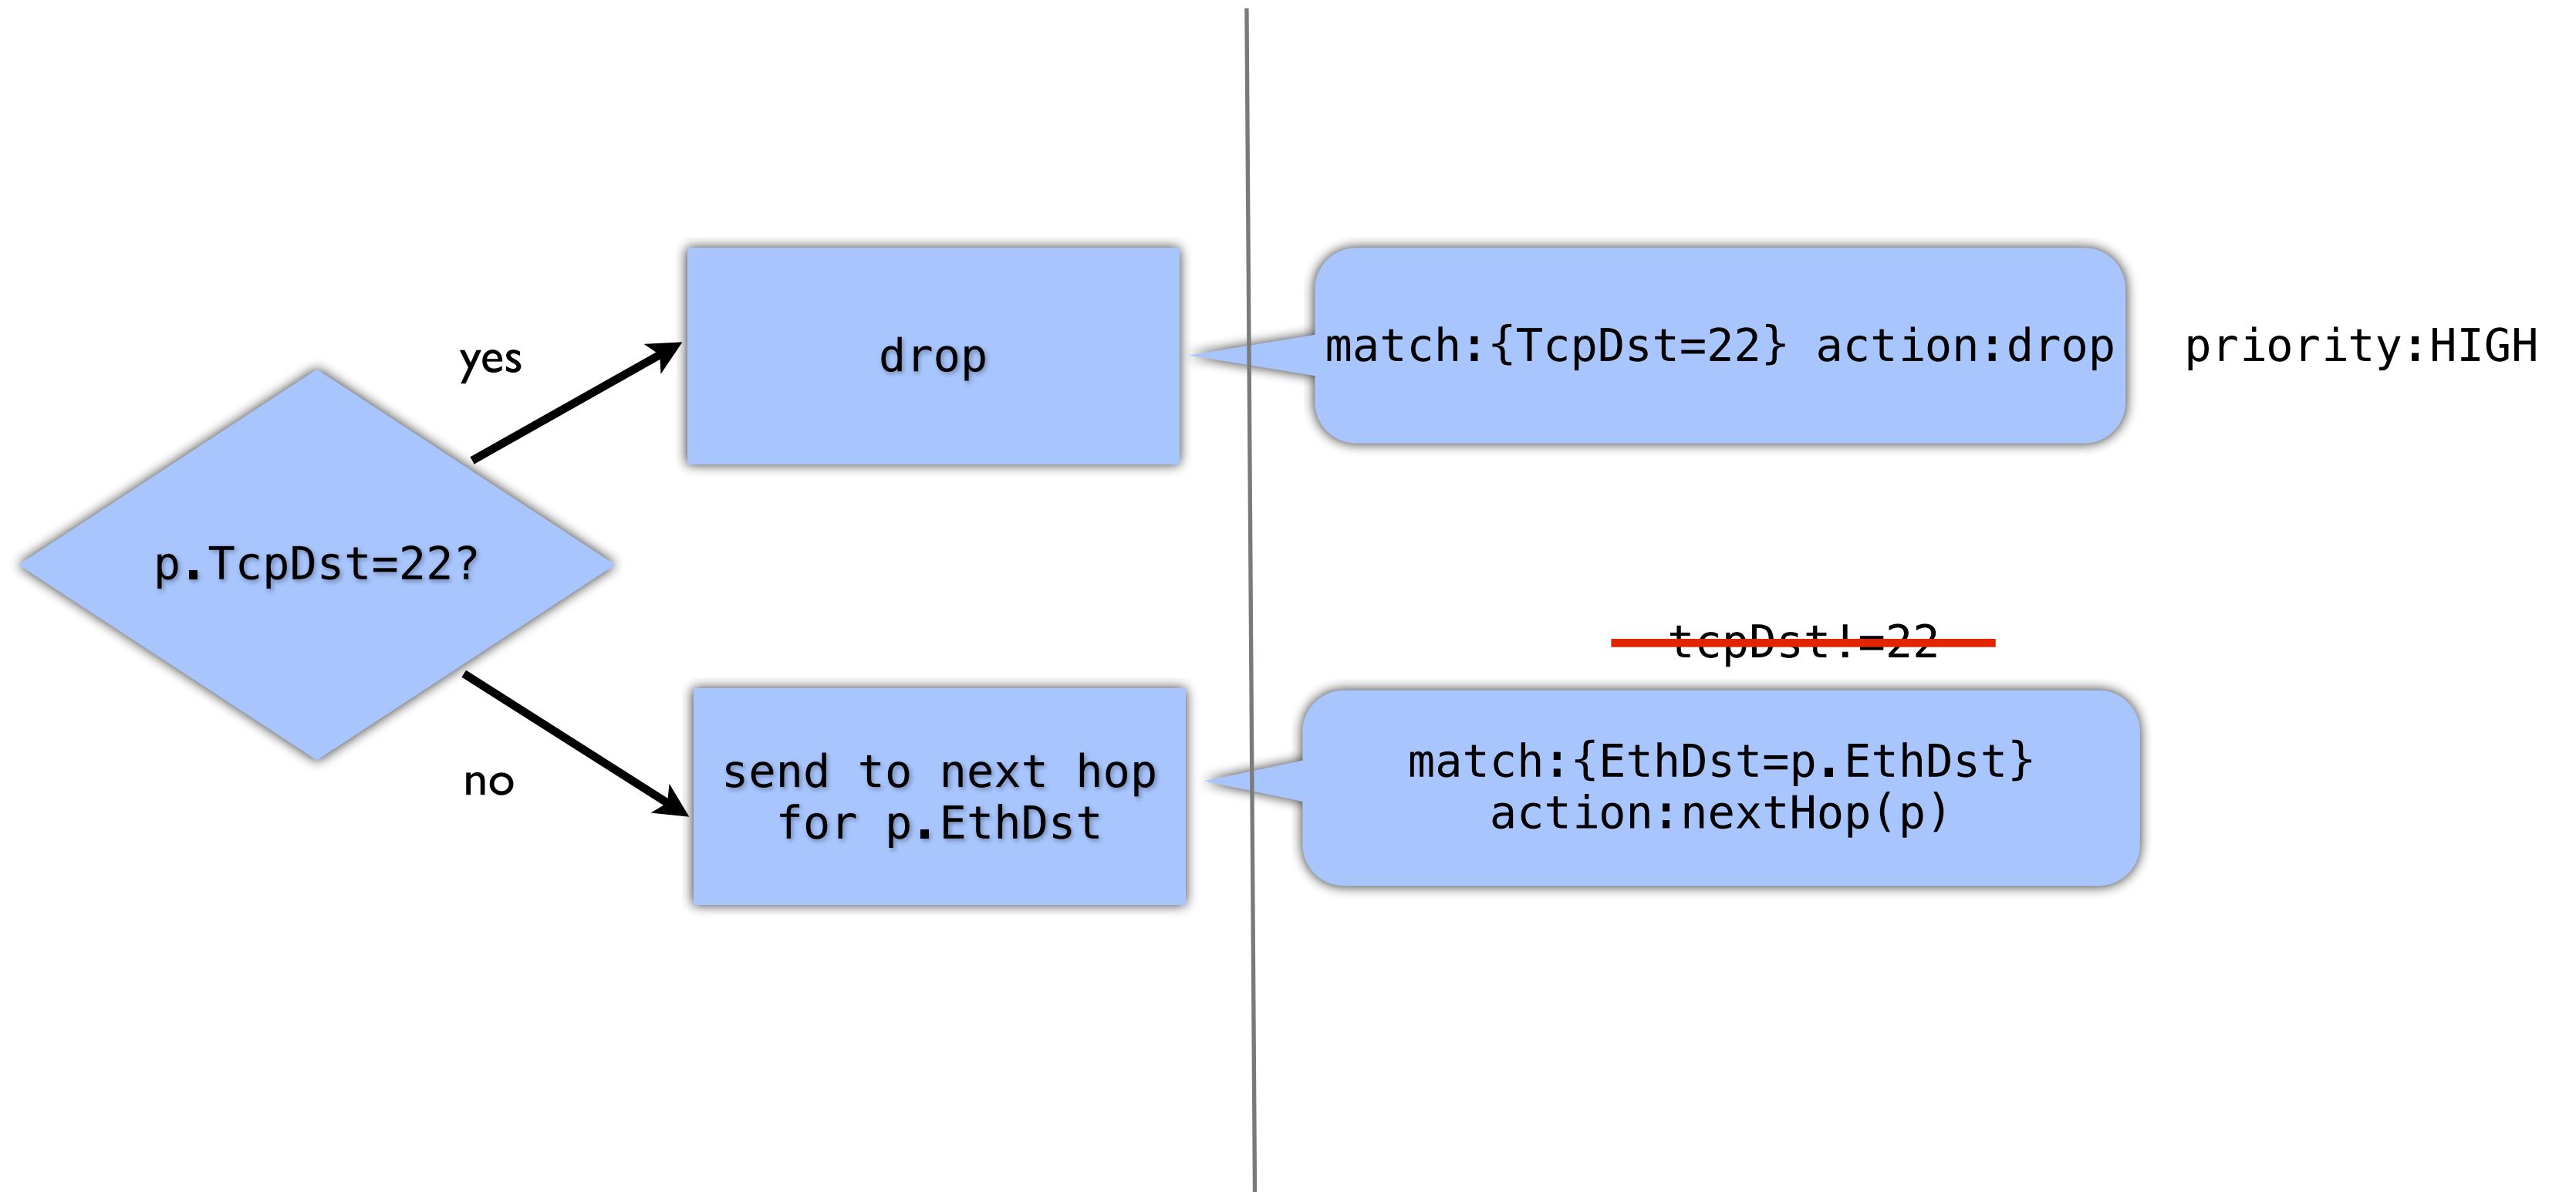 yes
drop
match:{TcpDst=22} action:drop
priority:HIGH
p.TcpDst=22?
tcpDst!=22
no
send to next hop
for p.EthDst
match:{EthDst=p.EthDst}
action:nextHop(p)